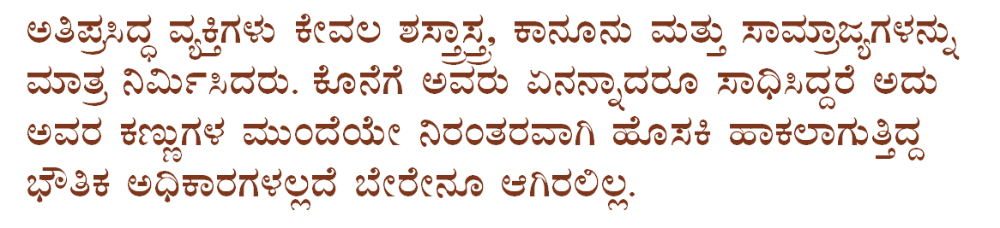 ಅತಿಪ್ರಸಿದ್ಧ ವ್ಯಕ್ತಿಗಳು ಕೇವಲ ಶಸ್ತ್ರಾಸ್ತ್ರ, ಕಾನೂನು ಮತ್ತು ಸಾಮ್ರಾಜ್ಯಗಳನ್ನು
ಮಾತ್ರ ನಿರ್ಮಿಸಿದರು. ಕೊನೆಗೆ ಅವರು ಏನನ್ನಾದರೂ ಸಾಧಿಸಿದ್ದರೆ ಅದು
ಅವರ ಕಣ್ಣುಗಳ ಮುಂದೆಯೇ ನಿರಂತರವಾಗಿ ಹೊಸಕಿ ಹಾಕಲಾಗುತ್ತಿದ್ದ
ಭೌತಿಕ ಅಧಿಕಾರಗಳಲ್ಲದೆ ಬೇರೇನೂ ಆಗಿರಲಿಲ್ಲ.